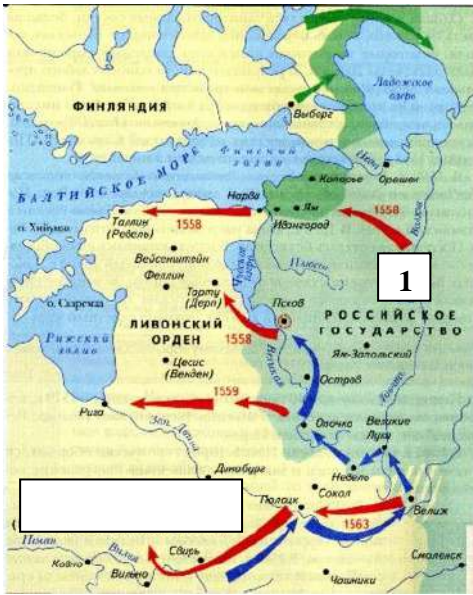 Ладожское
озеро
ФИНЛЯНДИЯ
Выборг
Финский
залив
Нева
Орешек
Копорье
БАЛТИЙСКОЕ МОРЕ
Нарва
Ям
Ивангород
1558
1558
Таллин
(Ревель)
о. Хийумаа
Вейсенштейн
Феллин
Чудское
озеро
Плюсса
1
Тарту
(Дерпт)
Псков
РОССИЙСКОЕ
ГОСУДАРСТВО
о. Сааремаа
ЛИВОНСКИЙ
ОРДЕН
1558
Ям-Запольский
Рижский
залив
Цесис
(Венден)
Великая
Остров
Ловать
1559
Рига
Опочка
Великие
Луки
Зап. Двина
Динабург
Невель
Сокол
Полоцк
Велиж
1563
(
Неман
Вилия
Свирь
Ковно
Вильно
Чашники
Смоленск